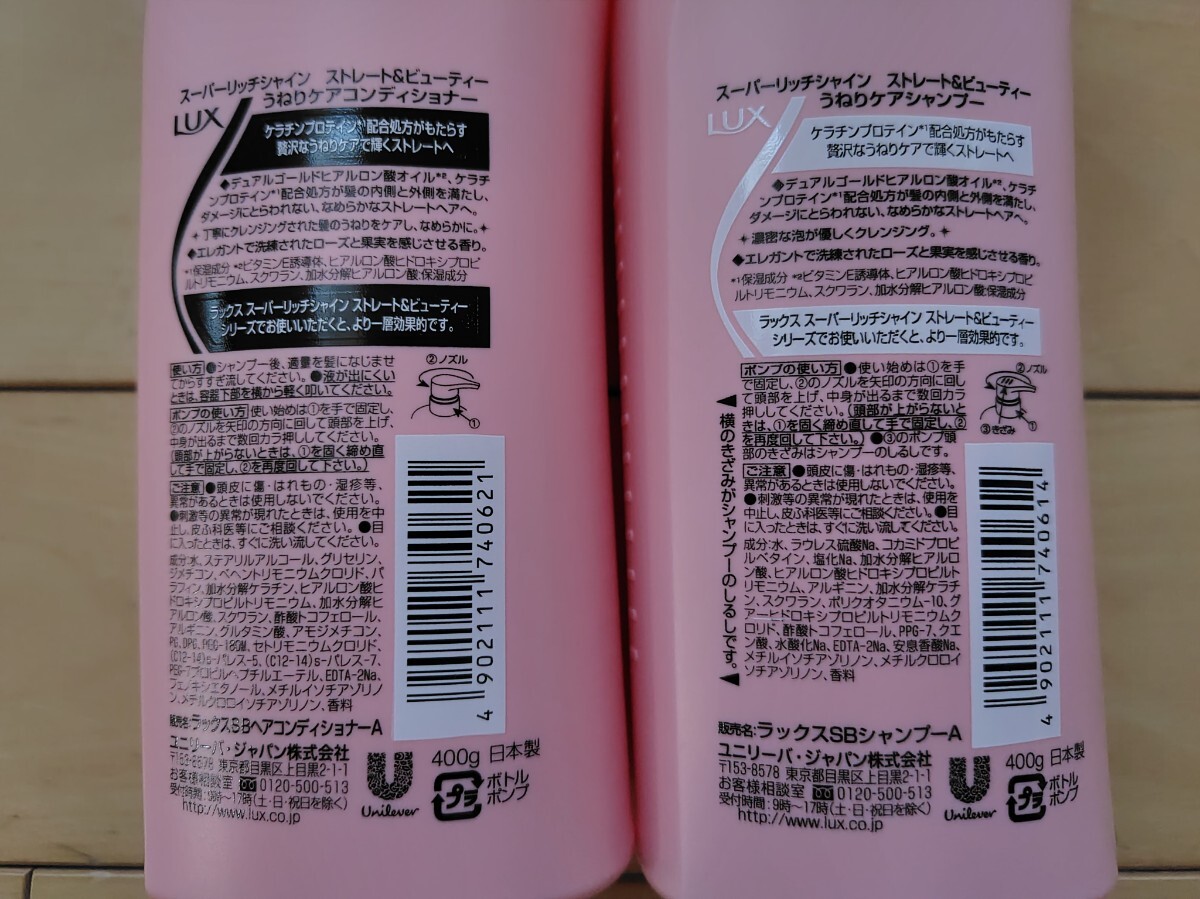 スーパーリッチシャイン ストレート&ビューティー
うねりケアコンディショナー
LUX
ケラチンプロテイン*1配合処方がもたらす
贅沢なうねりケアで輝くストレートへ
◆デュアルゴールドヒアルロン酸オイル*2、ケラチ
ンプロテイン*1配合処方が髪の内側と外側を満たし、
ダメージにとらわれない、なめらかなストレートヘアへ。
◆丁寧にクレンジングされた髪のうねりをケアし、なめらかに。
◆エレガントで洗練されたローズと果実を感じさせる香り。
*1保湿成分 *2ビタミンE誘導体、ヒアルロン酸ヒドロキシプロ
ピルトリモニウム、スクワラン、加水分解ヒアルロン酸:保湿成分
ラックス スーパーリッチシャイン ストレート&ビューティー
シリーズでお使いいただくと、より一層効果的です。
使い方 ●シャンプー後、適量を髪になじませ
てからすすぎ流してください。●液が出にくい
ときは、容器下部を横から軽く叩いてください。
ポンプの使い方 使い始めは①を手で固定し、
②のノズルを矢印の方向に回して頭部を上げ、
中身が出るまで数回カラ押ししてください。
(頭部が上がらないときは、①を固く締め直
して手で固定し、②を再度回して下さい。)
②ノズル
①
ご注意 ●頭皮に傷・はれもの・湿疹等、
異常があるときは使用しないでください。
●刺激等の異常が現れたときは、使用を中
止し、皮ふ科医等にご相談ください。●目
に入ったときは、すぐに洗い流してください。
成分:水、ステアリルアルコール、グリセリン、
ジメチコン、ベヘントリモニウムクロリド、パ
ラフィン、加水分解ケラチン、ヒアルロン酸ヒ
ドロキシプロピルトリモニウム、加水分解ヒア
ルロン酸、スクワラン、酢酸トコフェロール、
アルギニン、グルタミン酸、アモジメチコン、
PG、DPG、PEG-180M、セトリモニウムクロリド、
(C12-14)s-パレス-5、(C12-14)s-パレス-7、
PEG-7プロピルヘプチルエーテル、EDTA-2Na、
フェノキシエタノール、メチルイソチアゾリノ
ン、メチルクロロイソチアゾリノン、香料
4 902111 740621
販売名:ラックスSBヘアコンディショナーA
ユニリーバ・ジャパン株式会社
〒153-8578 東京都目黒区上目黒2-1-1
お客様相談室 0120-500-513
受付時間:9時~17時(土・日・祝日を除く)
http://www.lux.co.jp
Unilever
400g 日本製
プラ
ボトル
ポンプ
スーパーリッチシャイン ストレート&ビューティー
うねりケアシャンプー
LUX
ケラチンプロテイン*1配合処方がもたらす
贅沢なうねりケアで輝くストレートへ
◆デュアルゴールドヒアルロン酸オイル*2、ケラチ
ンプロテイン*1配合処方が髪の内側と外側を満たし、
ダメージにとらわれない、なめらかなストレートヘアへ。
◆濃密な泡が優しくクレンジング。
◆エレガントで洗練されたローズと果実を感じさせる香り。
*1保湿成分 *2ビタミンE誘導体、ヒアルロン酸ヒドロキシプロピ
ルトリモニウム、スクワラン、加水分解ヒアルロン酸:保湿成分
ラックス スーパーリッチシャイン ストレート&ビューティー
シリーズでお使いいただくと、より一層効果的です。
ポンプの使い方 ●使い始めは①を手
で固定し、②のノズルを矢印の方向に回し
て頭部を上げ、中身が出るまで数回カラ
押ししてください。(頭部が上がらないと
きは、①を固く締め直して手で固定し、②
を再度回して下さい。) ●③のポンプ頭
部のきざみはシャンプーのしるしです。
②ノズル
③きざみ ①
◀横のきざみがシャンプーのしるしです。◀
ご注意 ●頭皮に傷・はれもの・湿疹等、
異常があるときは使用しないでください。
●刺激等の異常が現れたときは、使用を
中止し、皮ふ科医等にご相談ください。●目
に入ったときは、すぐに洗い流してください。
成分:水、ラウレス硫酸Na、コカミドプロピ
ルベタイン、塩化Na、加水分解ヒアルロ
ン酸、ヒアルロン酸ヒドロキシプロピルト
リモニウム、アルギニン、加水分解ケラチ
ン、スクワラン、ポリクオタニウム-10、グ
アーヒドロキシプロピルトリモニウムク
ロリド、酢酸トコフェロール、PPG-7、クエ
ン酸、水酸化Na、EDTA-2Na、安息香酸Na、
メチルイソチアゾリノン、メチルクロロイ
ソチアゾリノン、香料
4 902111 740614
販売名:ラックスSBシャンプーA
ユニリーバ・ジャパン株式会社
〒153-8578 東京都目黒区上目黒2-1-1
お客様相談室 0120-500-513
受付時間:9時~17時(土・日・祝日を除く)
http://www.lux.co.jp
Unilever
400g 日本製
プラ
ボトル
ポンプ